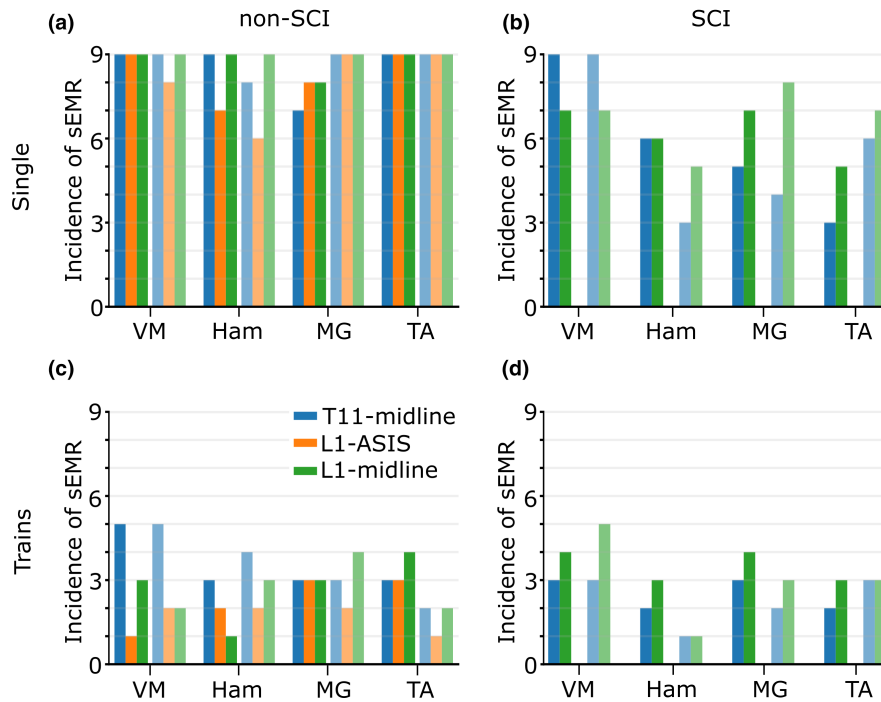 (a) non-SCI (b) SCI
Single
Incidence of sEMR
9
6
3
0
VM Ham MG TA
Incidence of sEMR
9
6
3
0
VM Ham MG TA
(c) (d)
Trains
Incidence of sEMR
9
6
3
0
VM Ham MG TA
T11-midline
L1-ASIS
L1-midline
Incidence of sEMR
9
6
3
0
VM Ham MG TA